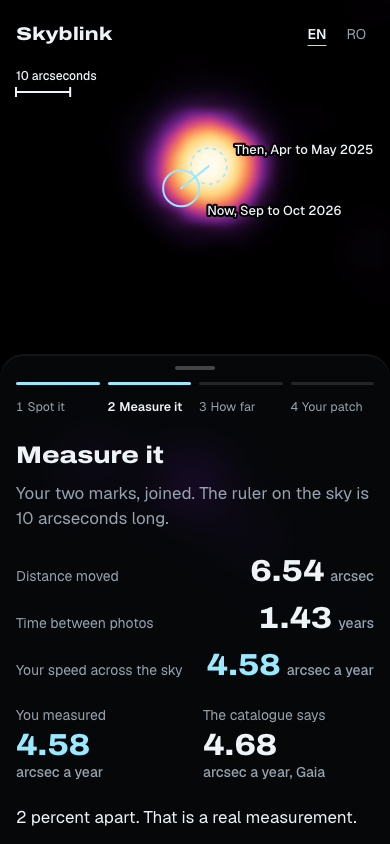 Skyblink
EN RO
10 arcseconds
Then, Apr to May 2025
Now, Sep to Oct 2026
1 Spot it 2 Measure it 3 How far 4 Your patch
Measure it
Your two marks, joined. The ruler on the sky is
10 arcseconds long.
Distance moved 6.54 arcsec
Time between photos 1.43 years
Your speed across the sky 4.58 arcsec a year
You measured The catalogue says
4.58 4.68
arcsec a year arcsec a year, Gaia
2 percent apart. That is a real measurement.